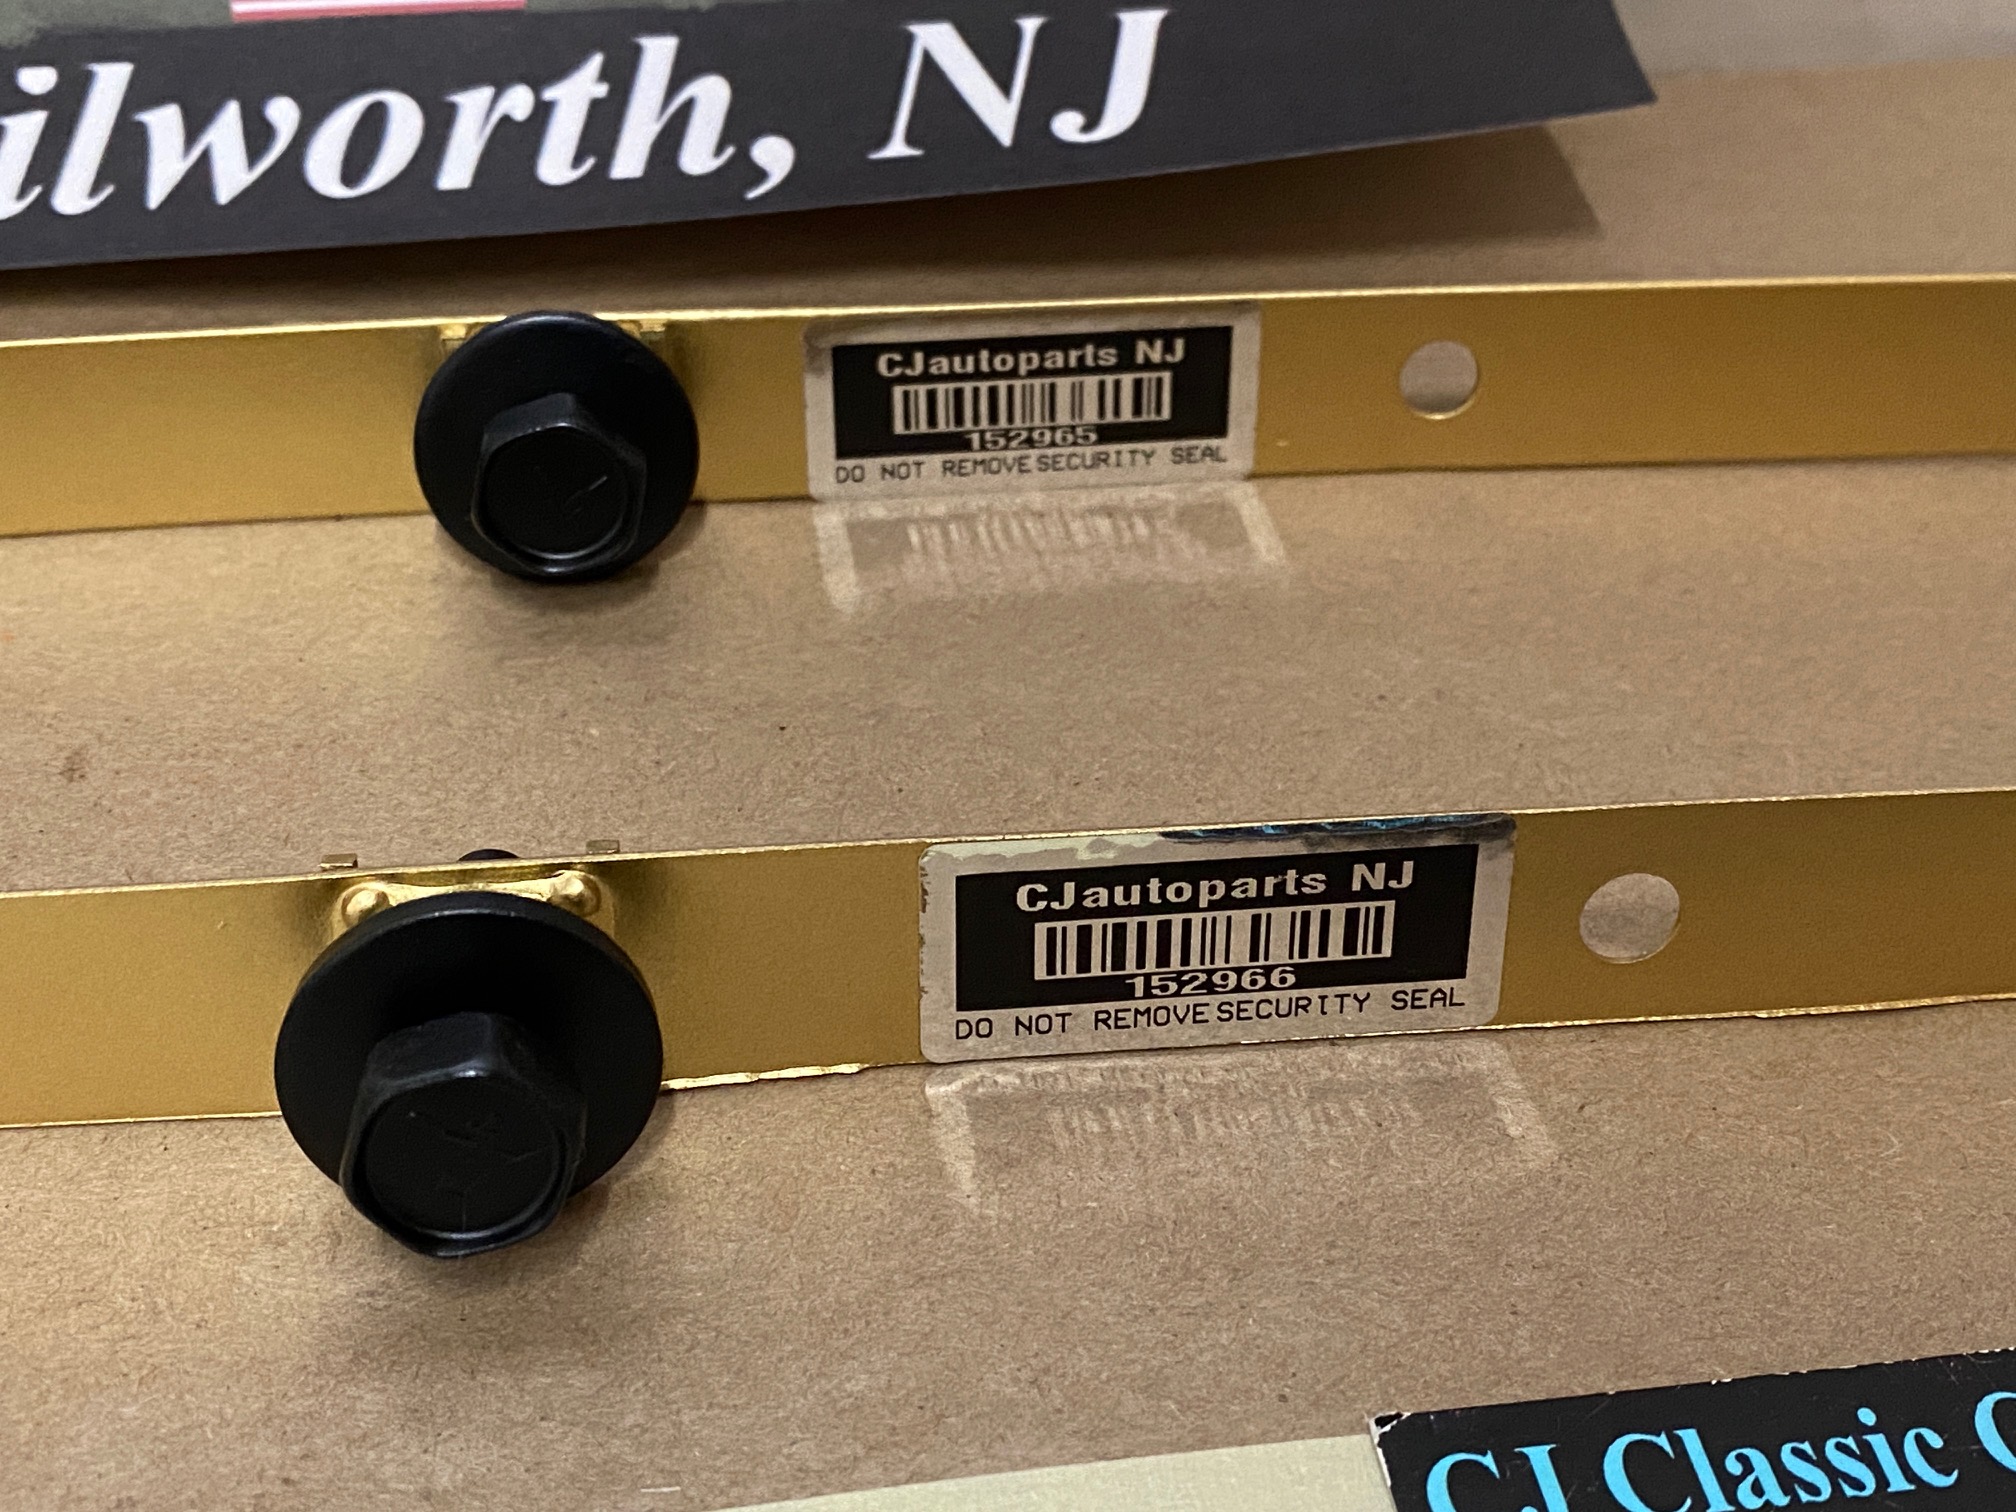 ilworth, NJ
CJautoparts NJ
152965
DO NOT REMOVE SECURITY SEAL
CJautoparts NJ
152966
DO NOT REMOVE SECURITY SEAL
CJ Classic